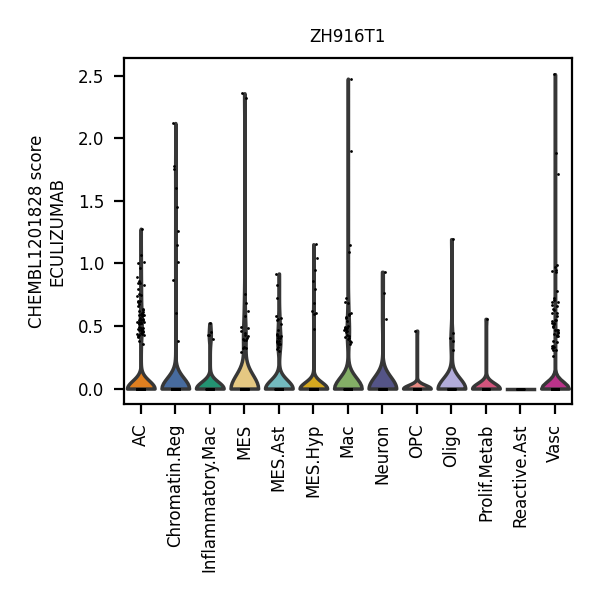 ZH916T1
CHEMBL1201828 score
ECULIZUMAB
2.5
2.0
1.5
1.0
0.5
0.0
AC
Chromatin.Reg
Inflammatory.Mac
MES
MES.Ast
MES.Hyp
Mac
Neuron
OPC
Oligo
Prolif.Metab
Reactive.Ast
Vasc